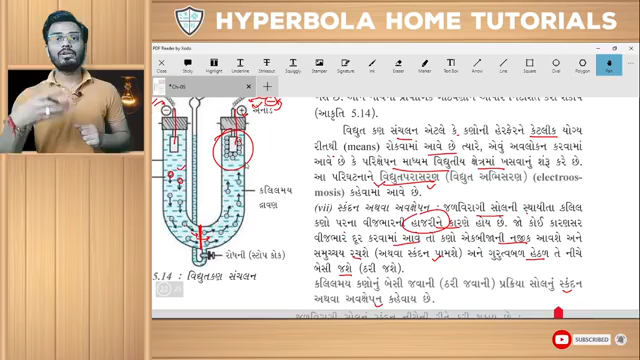 HYPERBOLA HOME TUTORIALS
PDF Reader by Xodo
Ch-05
Close
Sticky
Highlight
Underline
Strikeout
Squiggly
Eraser
Stamper
Signature
Image
Text Box
Arrow
Line
Square
Oval
Polygon
Pan
(આકૃતિ 5.14)
વિદ્યુત કણ સંચલન એટલે કે કણોની હેરફેરને કેટલીક યોગ્ય
રીતથી (means) રોકવામાં આવે છે ત્યારે, એવું અવલોકન કરવામાં
આવે છે કે પરિક્ષેપન માધ્યમ વિદ્યુતીય ક્ષેત્રમાં ખસવાનું શરૂ કરે છે.
આ પરિઘટનાને વિદ્યુતપરાસરણ (વિદ્યુત અભિસરણ) (electroos-
mosis) કહેવામાં આવે છે.
(vii) સ્કંદન અથવા અવક્ષેપન : જળવિરાગી સોલની સ્થાયીતા કલિલ
કણો પરના વીજભારની હાજરીને કારણે હોય છે. જો કોઈ કારણસર
વીજભાર દૂર કરવામાં આવે તો કણો એકબીજાની નજીક આવશે અને
સમુચ્ચય રચશે (અથવા સ્કંદન પ્રામશે) અને ગુરુત્વબળ હેઠળ તે નીચે
બેસી જશે (ઠરી જશે).
કલિલમય કણોનું બેસી જવાની (ઠરી જવાની) પ્રક્રિયા સોલનું સ્કંદન
અથવા અવક્ષેપન કહેવાય છે.
ઍનોડ
કલિલમય
દ્રાવણ
રોધની (સ્ટોપ કોક)
5.14 : વિદ્યુતકણ સંચલન
SUBSCRIBED